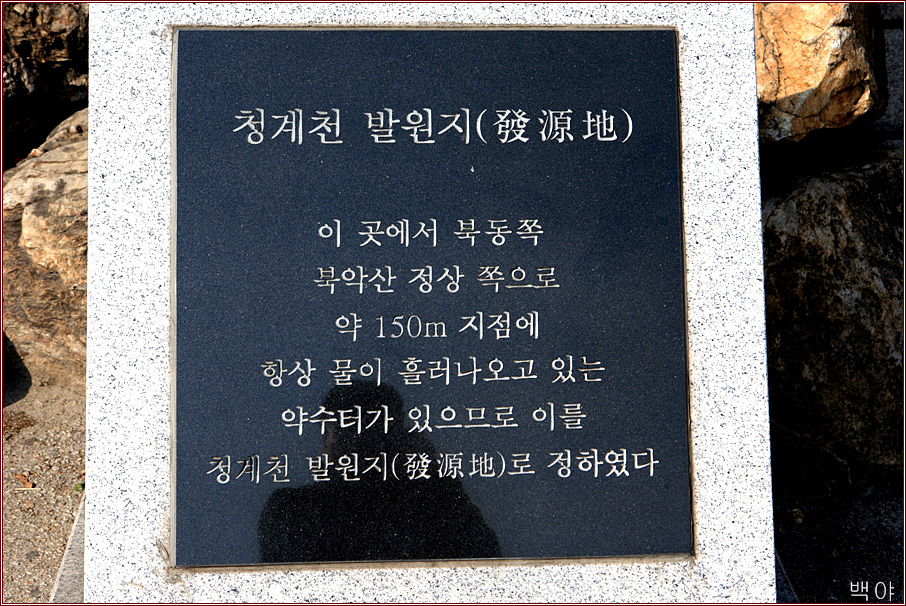 청계천 발원지(發源地)
이 곳에서 북동쪽
북악산 정상 쪽으로
약 150m 지점에
항상 물이 흘러나오고 있는
약수터가 있으므로 이를
청계천 발원지(發源地)로 정하였다
백야